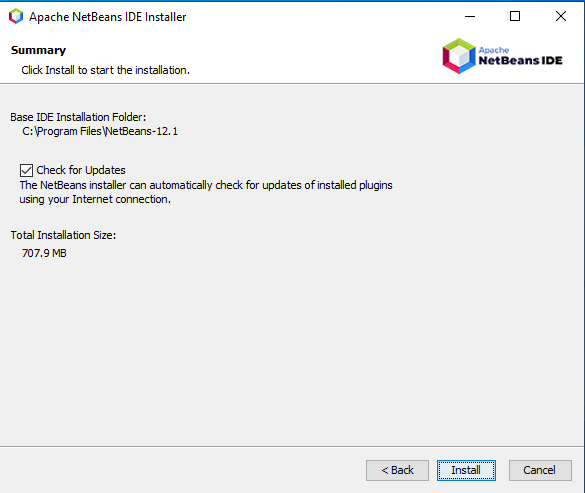 Apache NetBeans IDE Installer
Summary
Click Install to start the installation.
Apache
NetBeans IDE
Base IDE Installation Folder:
C:\Program Files\NetBeans-12.1
Check for Updates
The NetBeans installer can automatically check for updates of installed plugins
using your Internet connection.
Total Installation Size:
707.9 MB
< Back
Install
Cancel